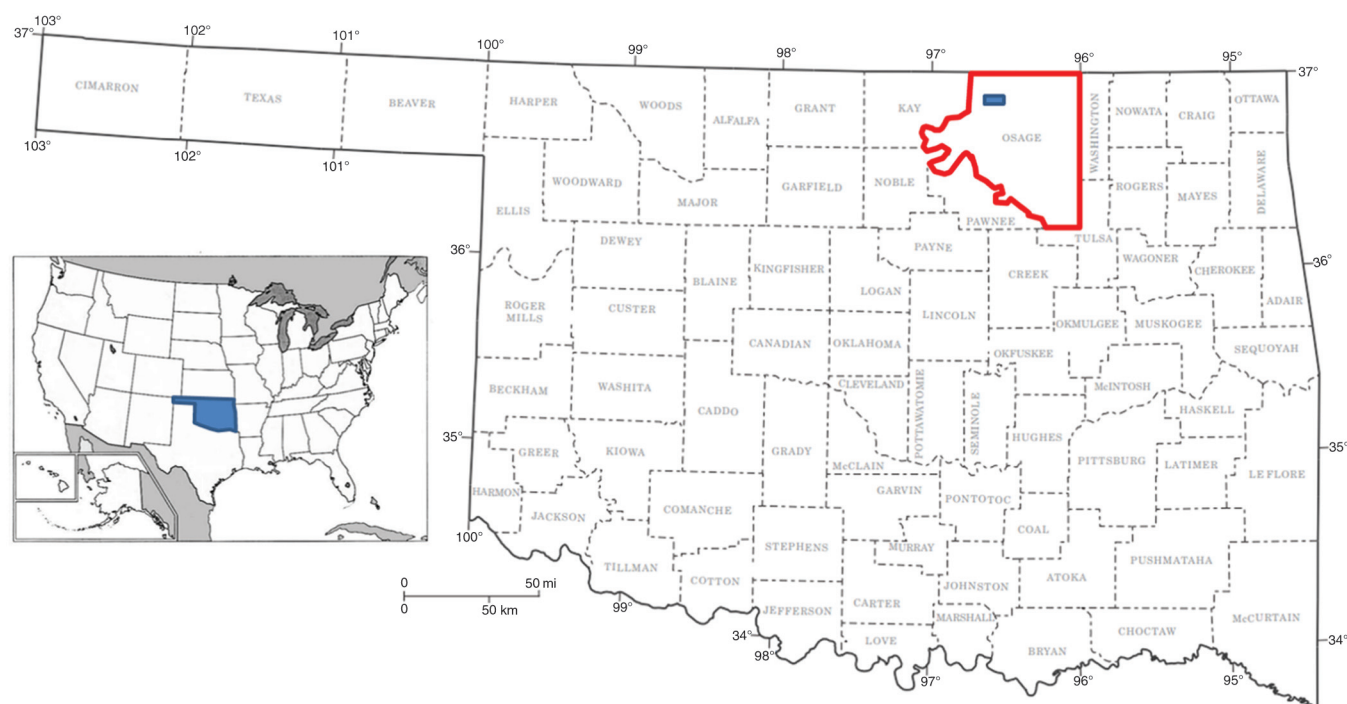 103°
37°
102°
101°
100°
99°
98°
97°
96°
95°
37°
CIMARRON
TEXAS
BEAVER
HARPER
WOODS
ALFALFA
GRANT
KAY
OSAGE
WASHINGTON
NOWATA
CRAIG
OTTAWA
103°
102°
101°
WOODWARD
MAJOR
GARFIELD
NOBLE
ROGERS
MAYES
DELAWARE
ELLIS
PAWNEE
36°
DEWEY
BLAINE
KINGFISHER
LOGAN
PAYNE
CREEK
TULSA
WAGONER
CHEROKEE
ADAIR
36°
ROGER
MILLS
CUSTER
CANADIAN
OKLAHOMA
LINCOLN
OKFUSKEE
OKMULGEE
MUSKOGEE
SEQUOYAH
BECKHAM
WASHITA
CADDO
GRADY
CLEVELAND
POTTAWATOMIE
SEMINOLE
HUGHES
McINTOSH
HASKELL
35°
GREER
KIOWA
McCLAIN
PITTSBURG
LATIMER
LEFLORE
35°
HARMON
JACKSON
COMANCHE
GARVIN
PONTOTOC
COAL
100°
TILLMAN
COTTON
STEPHENS
MURRAY
JOHNSTON
ATOKA
PUSHMATAHA
0
50 mi
0
50 km
99°
JEFFERSON
CARTER
LOVE
MARSHALL
BRYAN
CHOCTAW
McCURTAIN
34°
98°
97°
96°
95°
34°